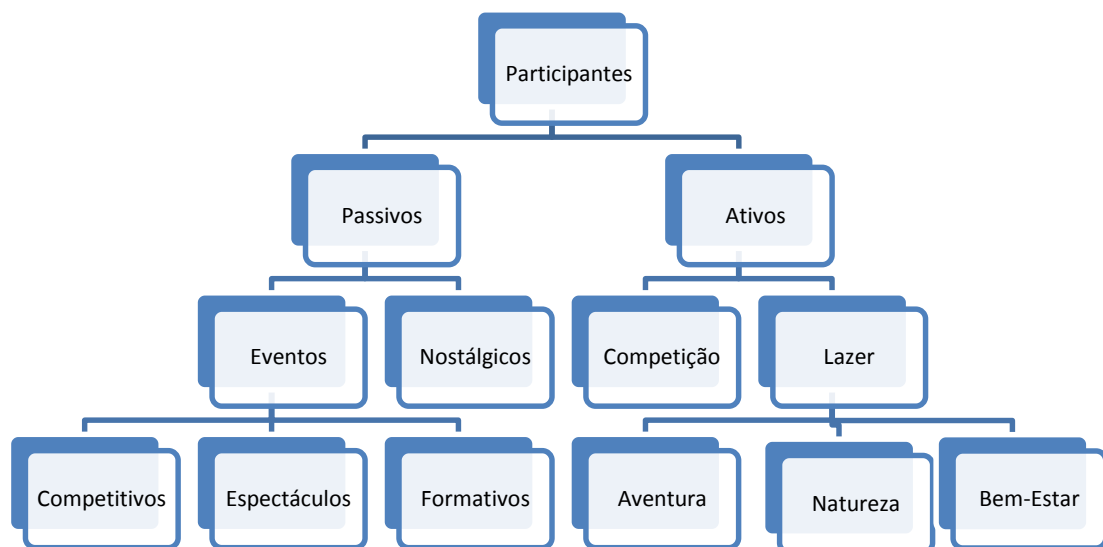 Participantes
Passivos
Ativos
Eventos
Nostálgicos
Competição
Lazer
Competitivos
Espectáculos
Formativos
Aventura
Natureza
Bem-Estar